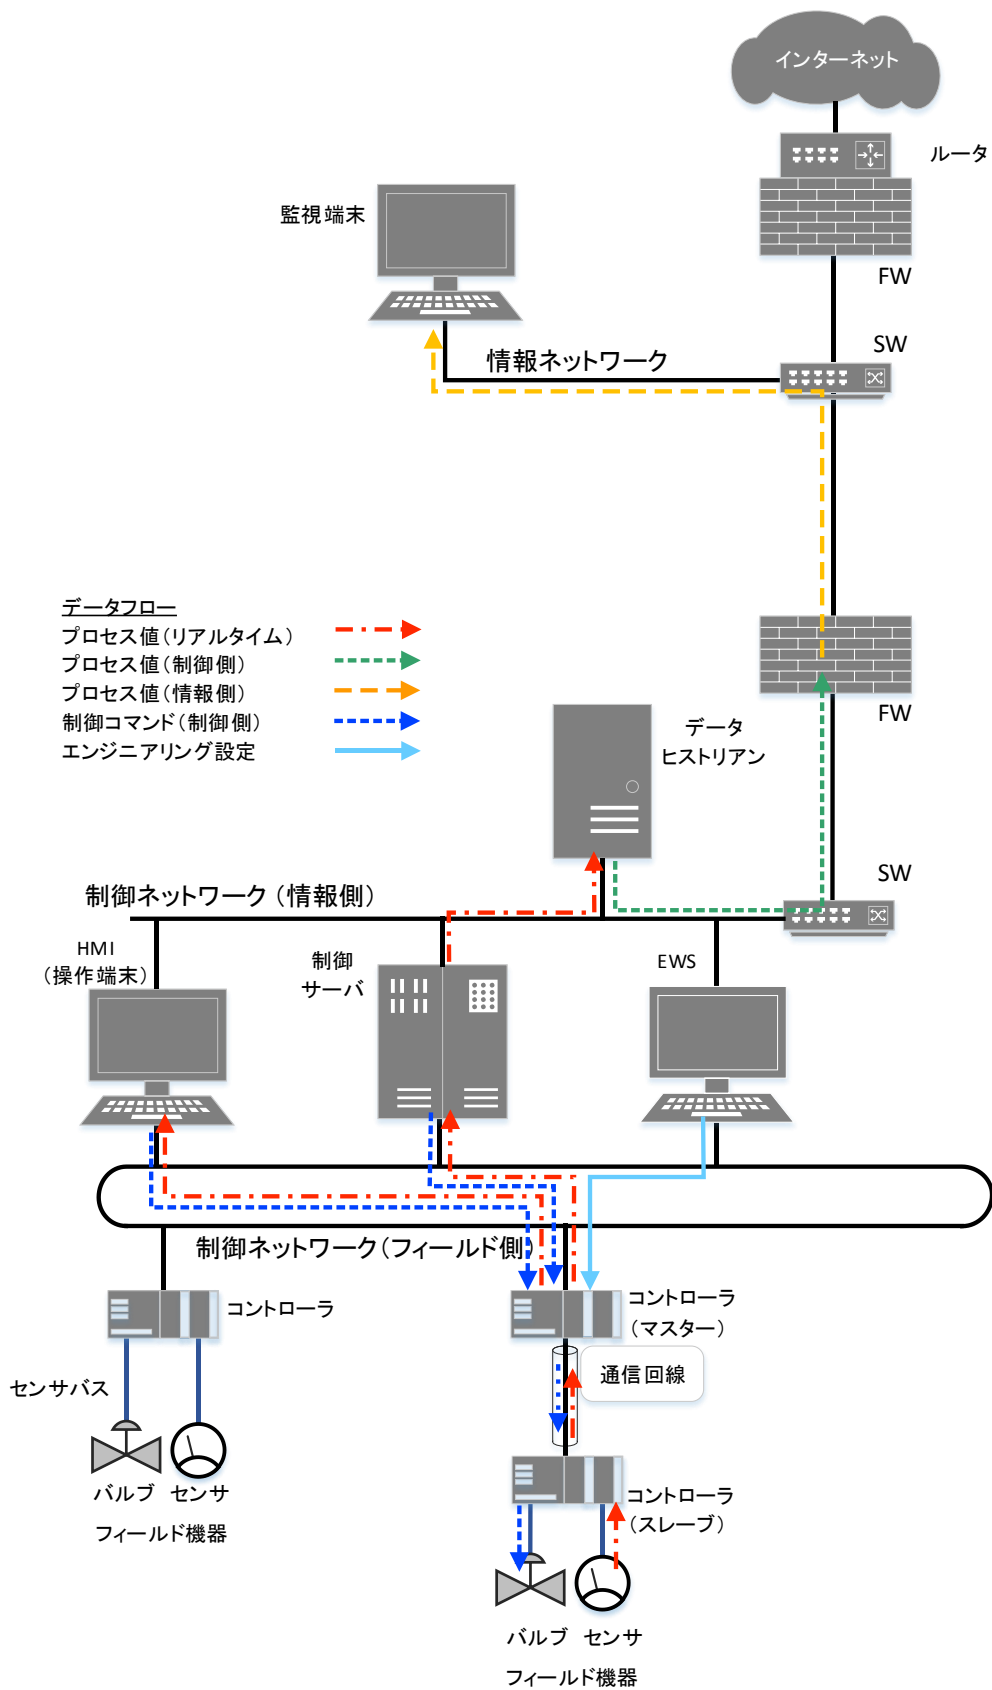 インターネット
ルータ
監視端末
FW
SW
情報ネットワーク
データフロー
プロセス値(リアルタイム)
プロセス値(制御側)
プロセス値(情報側)
制御コマンド(制御側)
エンジニアリング設定
FW
データ
ヒストリアン
SW
制御ネットワーク(情報側)
HMI
(操作端末)
制御
サーバ
EWS
制御ネットワーク(フィールド側)
コントローラ
コントローラ
(マスター)
通信回線
センサバス
バルブ センサ
フィールド機器
コントローラ
(スレーブ)
バルブ センサ
フィールド機器